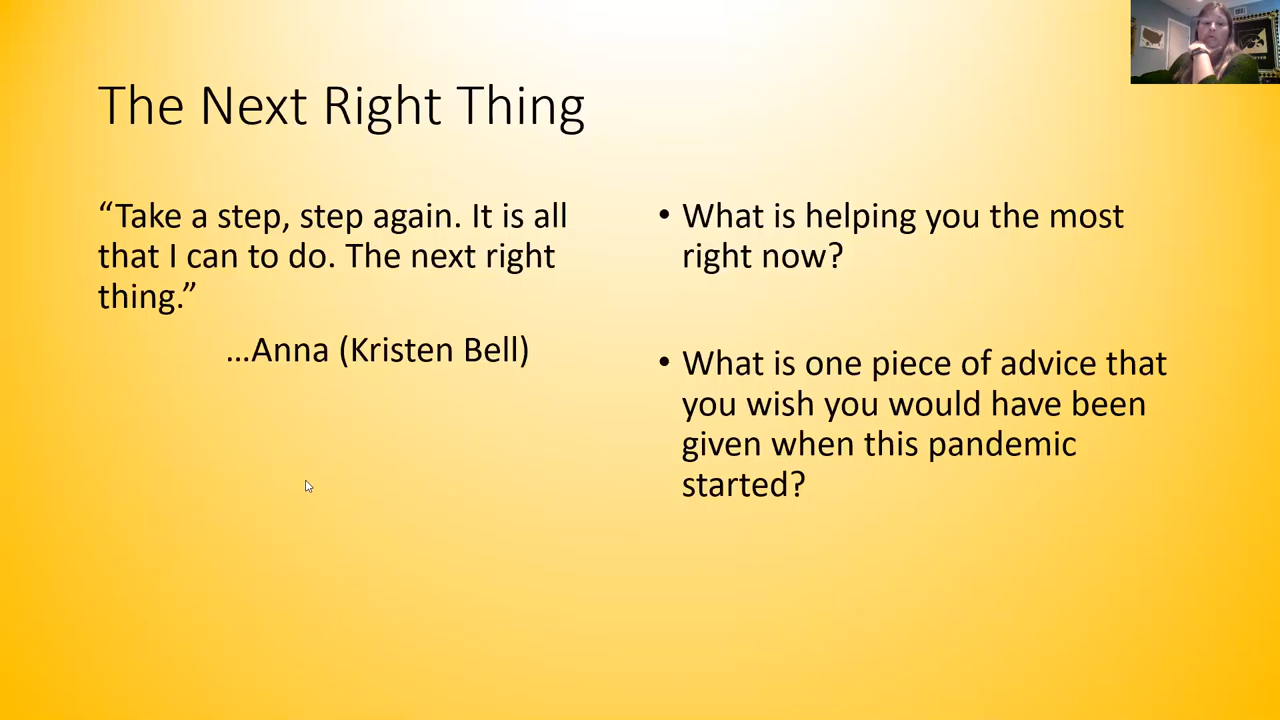 The Next Right Thing
“Take a step, step again. It is all
that I can to do. The next right
thing.”
…Anna (Kristen Bell)
• What is helping you the most
right now?
• What is one piece of advice that
you wish you would have been
given when this pandemic
started?